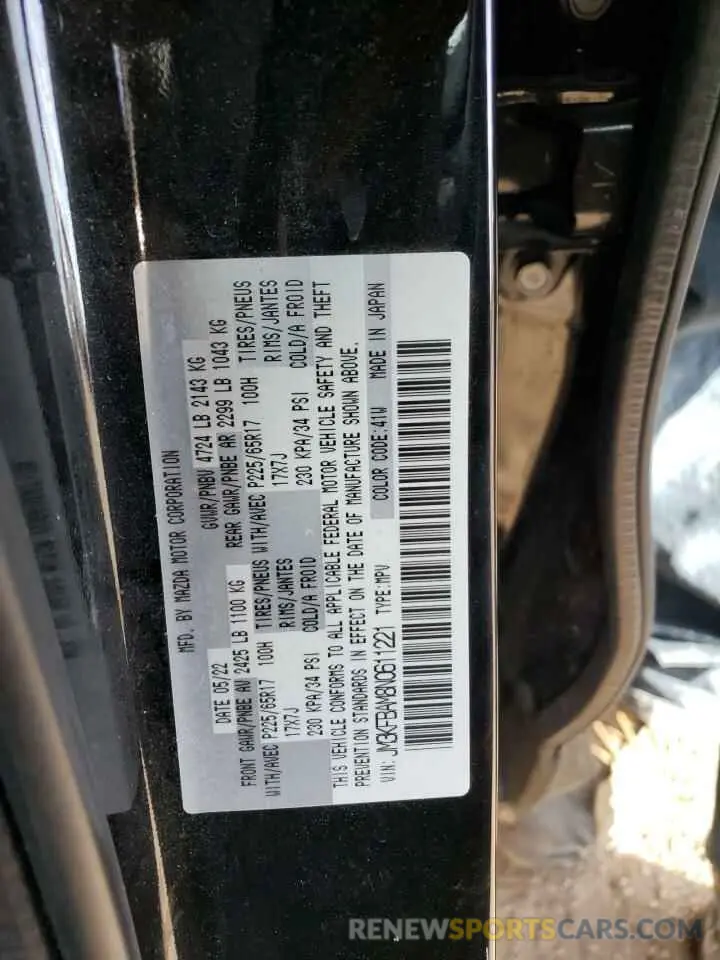 MFD. BY MAZDA MOTOR CORPORATION
DATE 05/22 GVWR/PNBV 4724 LB 2143 KG
FRONT GAWR/PNBE AV 2425 LB 1100 KG REAR GAWR/PNBE AR 2299 LB 1043 KG
WITH/AVEC P225/65R17 100H TIRES/PNEUS WITH/AVEC P225/65R17 100H TIRES/PNEUS
17X7J RIMS/JANTES 17X7J RIMS/JANTES
230 KPA/34 PSI COLD/A FROID 230 KPA/34 PSI COLD/A FROID
THIS VEHICLE CONFORMS TO ALL APPLICABLE FEDERAL MOTOR VEHICLE SAFETY AND THEFT
PREVENTION STANDARDS IN EFFECT ON THE DATE OF MANUFACTURE SHOWN ABOVE.
VIN: JM3KFBAM8N0611221 TYPE:MPV COLOR CODE:41W MADE IN JAPAN
RENEWSPORTSCARS.COM